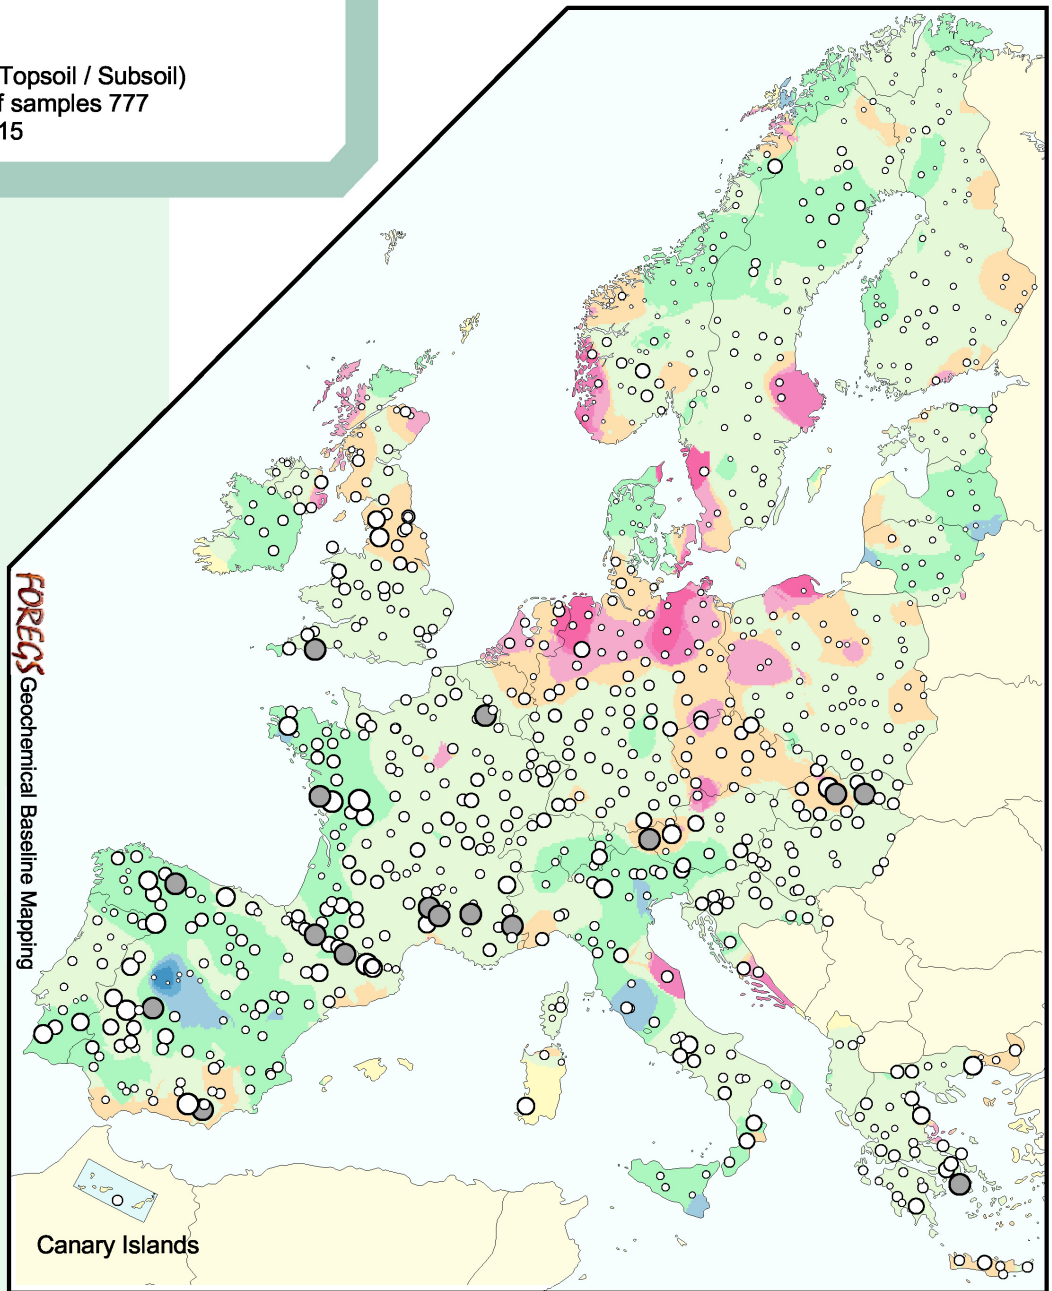 Topsoil / Subsoil)
f samples 777
15
FOREGS Geochemical Baseline Mapping
Canary Islands